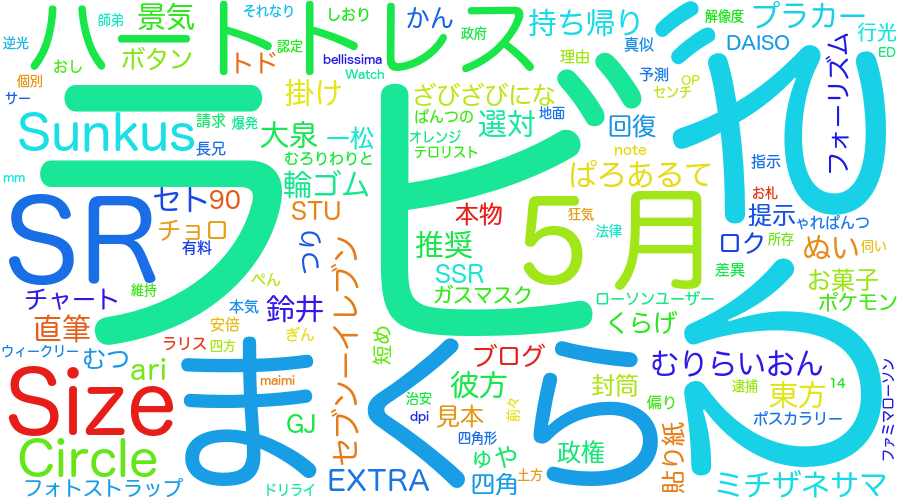 師弟
景気
それなり
しおり
かん
持ち帰り
解像度
プラカー
逆光
ハートトレス
認定
政府
真似
DAISO
行光
おし
ボタン
トド
bellissima
ED
個別
Watch
理由
予測
OP
フォーリズム
サー
掛け
ざびざびにな
センチ
れる
ラビ
請求
爆発
大泉
一松
ぱんつの
選対
地面
回復
Sunkus
オレンジ
テロリスト
長兄
むろりわりと
note
指示
mm
輪ゴム
ぱろあるて
SR
セト
90
STU
本物
5月
狂気
お札
提示
ゃれぱんつ
チョロ
有料
つり
推奨
法律
ロク
所存
ぬい
伺い
維持
ぺん
SSR
差異
お菓子
チャート
本気
鈴井
セブンーイレブン
ガスマスク
ローソンユーザー
ポケモン
直筆
安倍
ぎん
短め
くらげ
ウィークリー
むつ
ラリス
四方
まくら
ブログ
むりらいおん
ファミマローソン
Size
ari
maimi
彼方
封筒
逮捕
東方
14
治安
dpi
見本
前々
偏り
ポスカラリー
GJ
四角形
Circle
ゅや
政権
貼り紙
フォトストラップ
ドリライ
EXTRA
四角
土方
ミチザネサマ